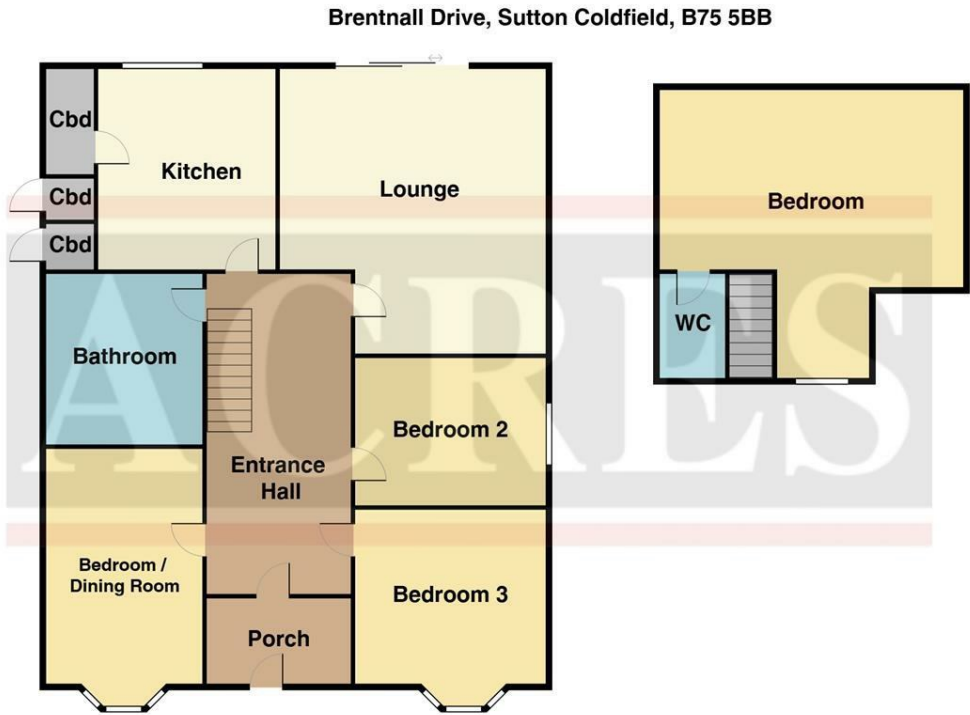 Brentnall Drive, Sutton Coldfield, B75 5BB
Cbd
Kitchen
Cbd
Cbd
Lounge
Bedroom
WC
Bathroom
ACRES
Bedroom 2
Entrance
Hall
Bedroom /
Dining Room
Bedroom 3
Porch